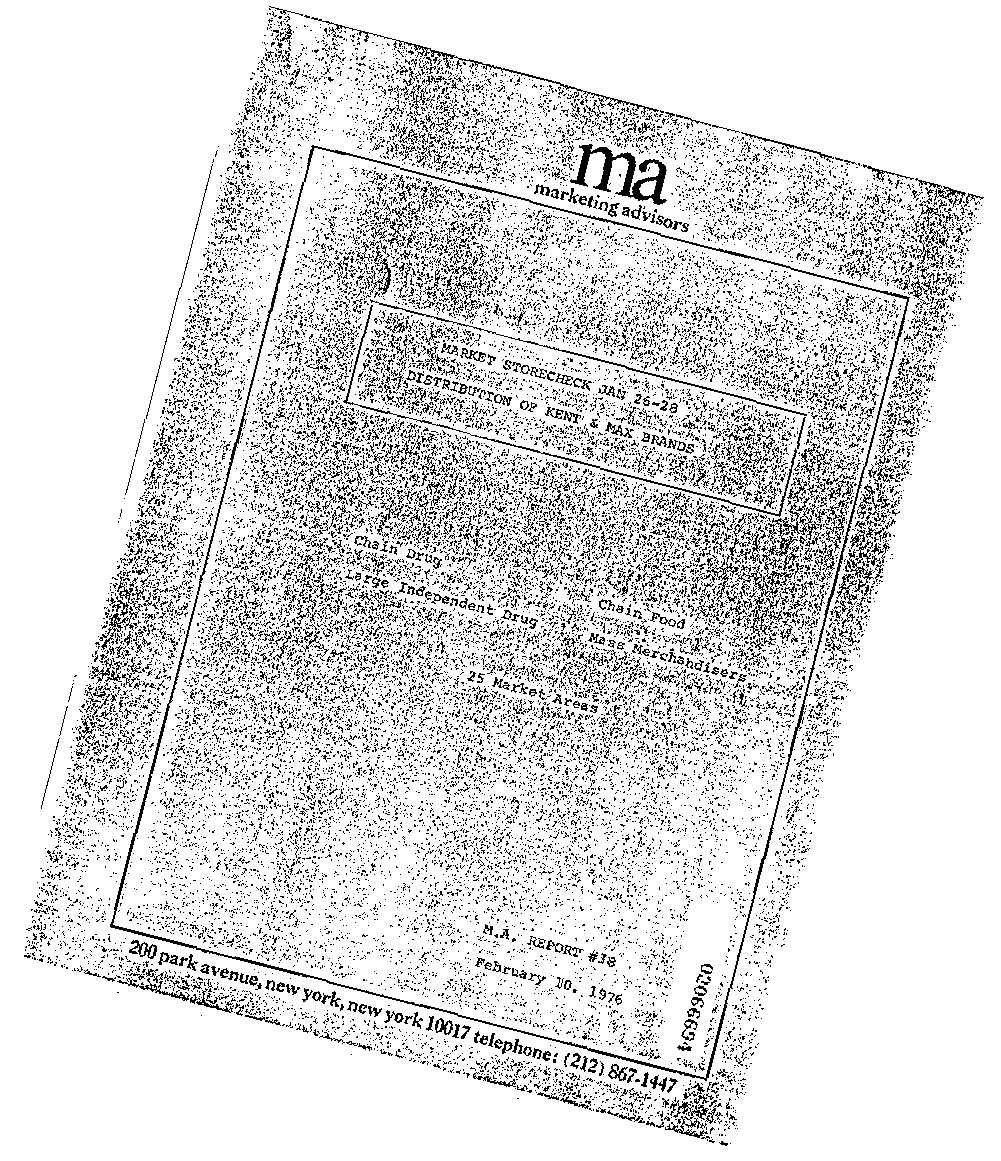 ma
marketing advisors
MARKET STORECHECK JAN 26-28
DISTRIBUTION OF KENT & MAX BRANDS
Chain Drug
Large Independent Drug
Chain Food
Mass Merchandisers
25 Market Areas
M.A. REPORT #38
February 10, 1976
03066694
200 park avenue, new york, new york 10017 telephone: (212) 867-1447